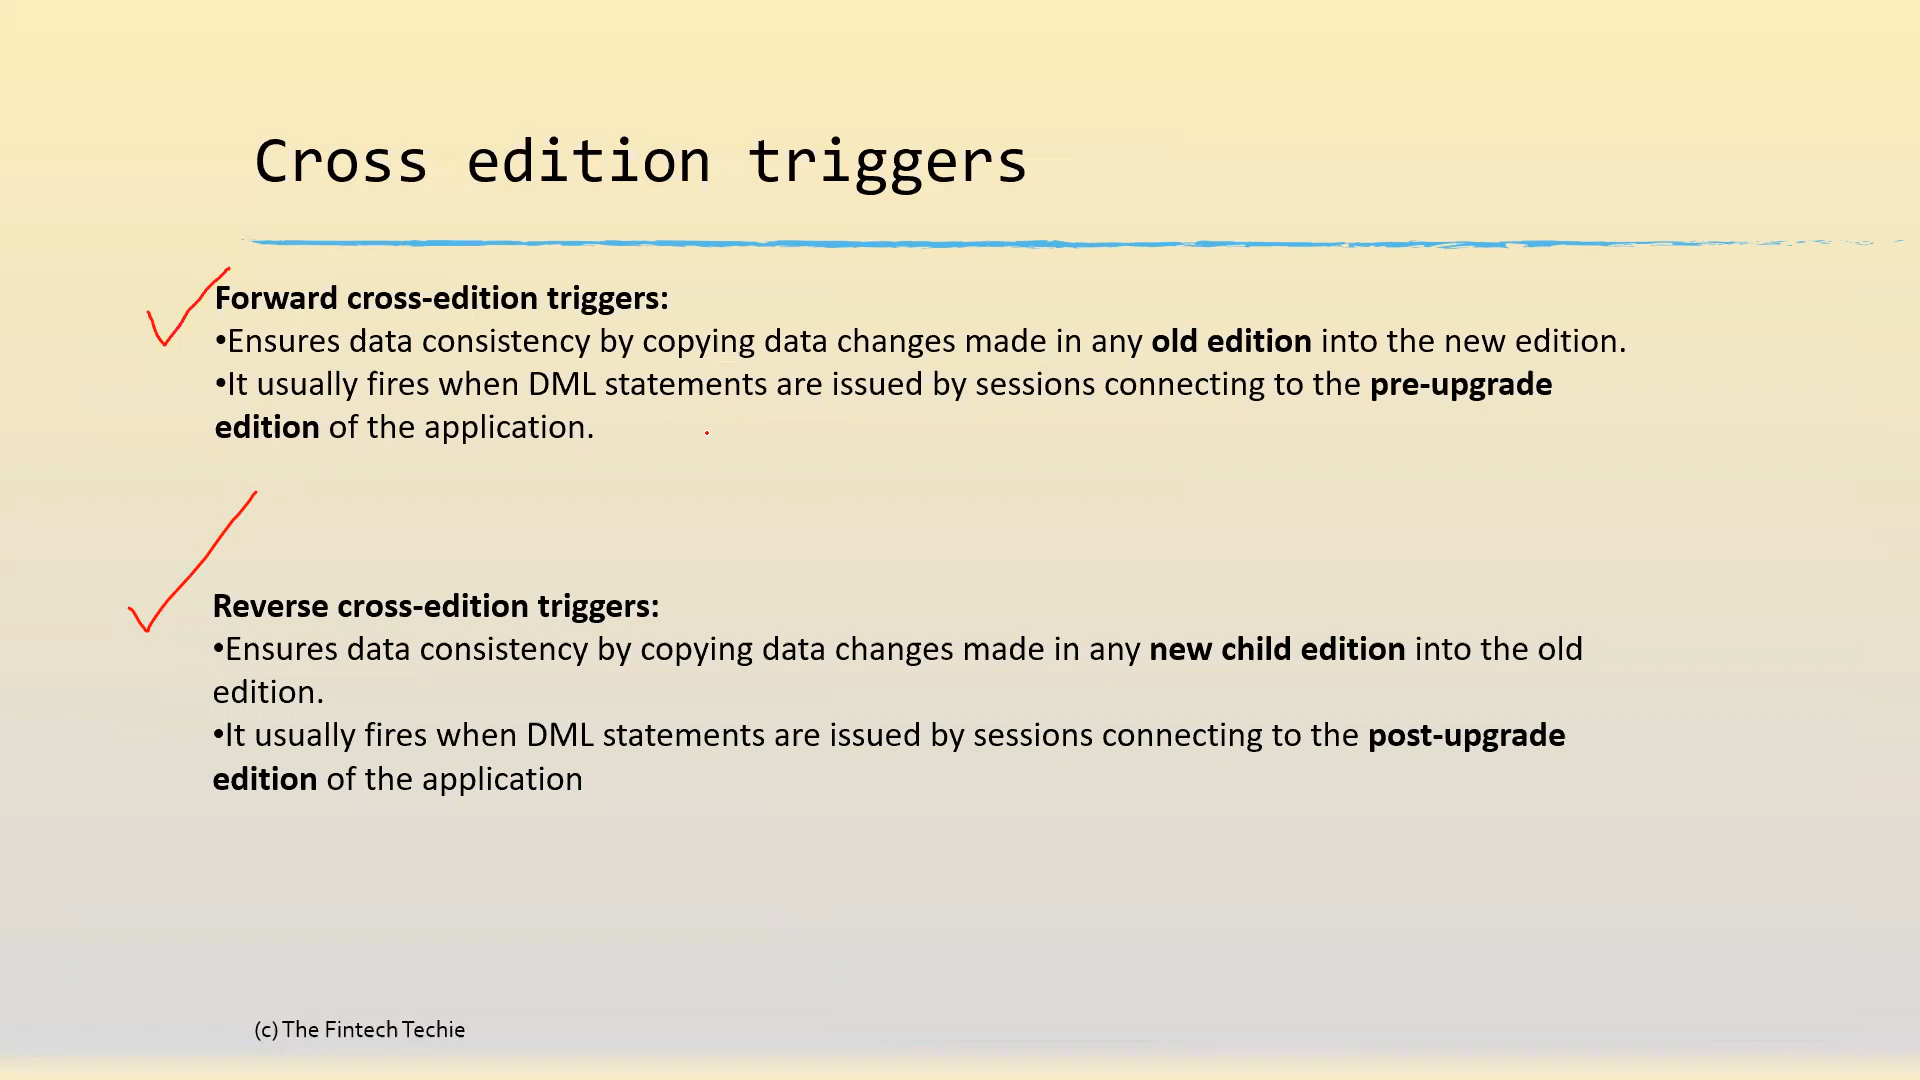 Cross edition triggers
Forward cross-edition triggers:
•Ensures data consistency by copying data changes made in any old edition into the new edition.
•It usually fires when DML statements are issued by sessions connecting to the pre-upgrade
edition of the application.
Reverse cross-edition triggers:
•Ensures data consistency by copying data changes made in any new child edition into the old
edition.
•It usually fires when DML statements are issued by sessions connecting to the post-upgrade
edition of the application
(c) The Fintech Techie